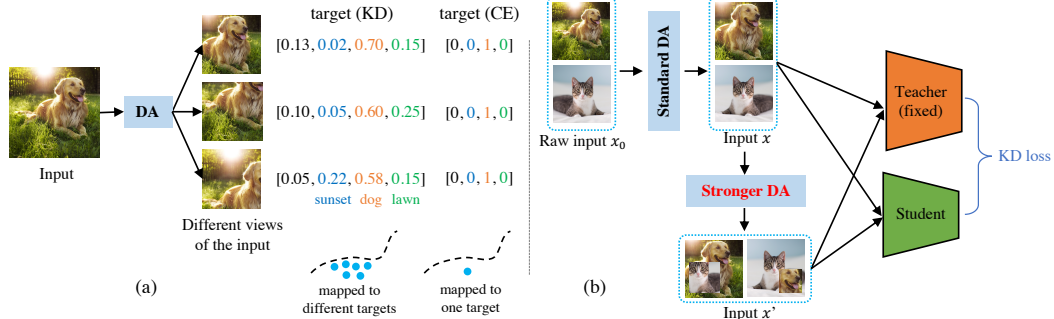 target (KD)
target (CE)
[0.13, 0.02, 0.70, 0.15]
[0, 0, 1, 0]
DA
[0.10, 0.05, 0.60, 0.25]
[0, 0, 1, 0]
Input
[0.05, 0.22, 0.58, 0.15]
[0, 0, 1, 0]
sunset
dog
lawn
Different views
of the input
mapped to
different targets
mapped to
one target
(a)
Standard DA
Raw input x₀
Input x
Stronger DA
Input x'
Teacher
(fixed)
Student
KD loss
(b)